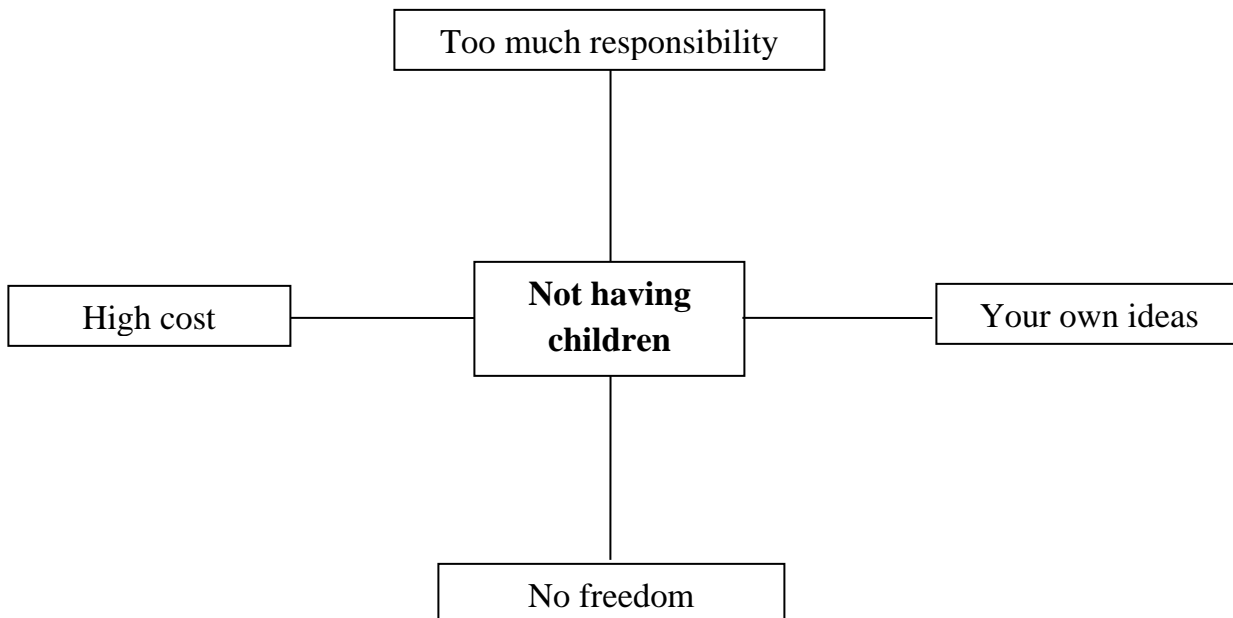 Too much responsibility
Not having
children
High cost
Your own ideas
No freedom